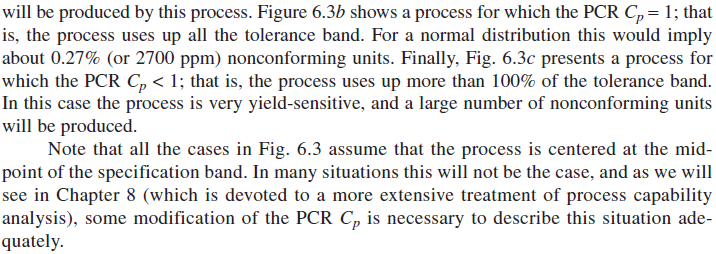 will be produced by this process. Figure 6.3b shows a process for which the PCR Cp = 1; that
is, the process uses up all the tolerance band. For a normal distribution this would imply
about 0.27% (or 2700 ppm) nonconforming units. Finally, Fig. 6.3c presents a process for
which the PCR Cp < 1; that is, the process uses up more than 100% of the tolerance band.
In this case the process is very yield-sensitive, and a large number of nonconforming units
will be produced.
Note that all the cases in Fig. 6.3 assume that the process is centered at the mid-
point of the specification band. In many situations this will not be the case, and as we will
see in Chapter 8 (which is devoted to a more extensive treatment of process capability
analysis), some modification of the PCR Cp is necessary to describe this situation ade-
quately.